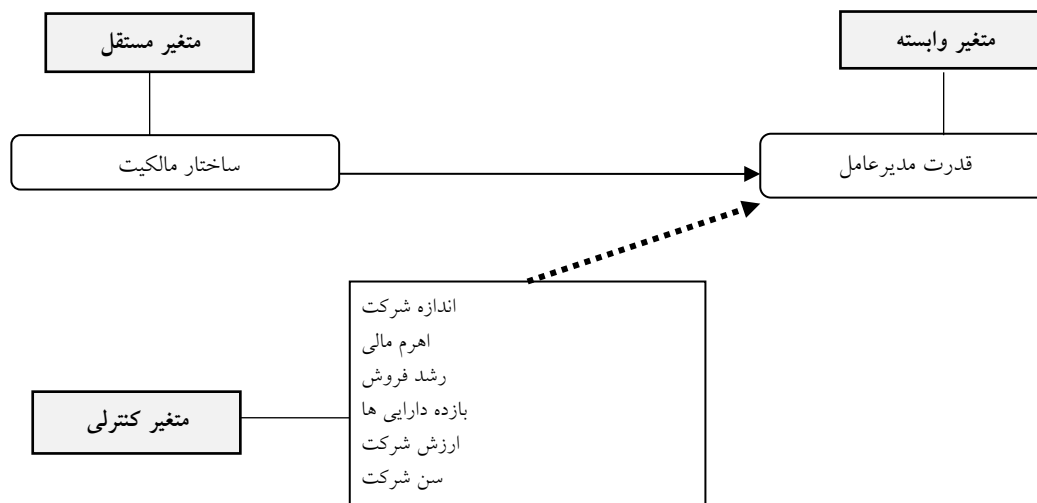 متغیر وابسته
متغیر مستقل
قدرت مدیرعامل
ساختار مالکیت
اندازه شرکت
اهرم مالی
رشد فروش
بازده دارایی ها
ارزش شرکت
سن شرکت
متغیر کنترلی